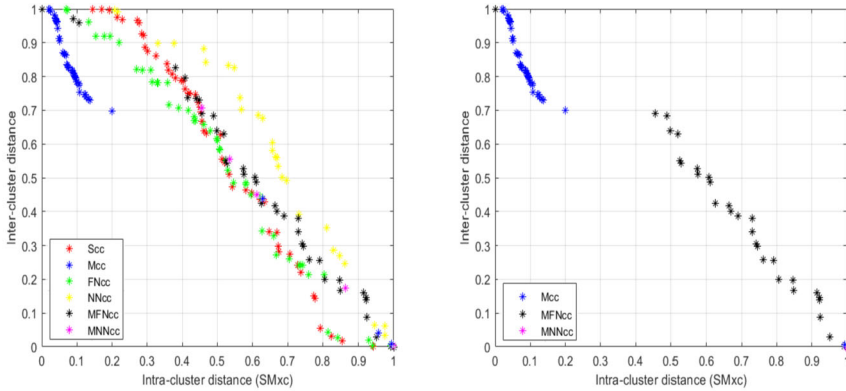 1
0.9
0.8
0.7
0.6
0.5
0.4
0.3
0.2
0.1
0
Inter-cluster distance
Scc
Mcc
FNcc
NNcc
MFNcc
MNNcc
0 0.1 0.2 0.3 0.4 0.5 0.6 0.7 0.8 0.9 1
Intra-cluster distance (SMxc)
1
0.9
0.8
0.7
0.6
0.5
0.4
0.3
0.2
0.1
0
Inter-cluster distance
Mcc
MFNcc
MNNcc
0 0.1 0.2 0.3 0.4 0.5 0.6 0.7 0.8 0.9 1
Intra-cluster distance (SMxc)